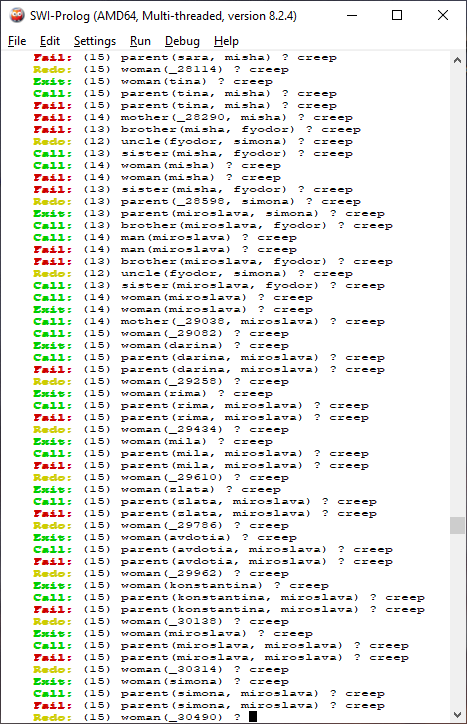 SWI-Prolog (AMD64, Multi-threaded, version 8.2.4)
File Edit Settings Run Debug Help
Fail: (15) parent(sara, misha) ? creep
Redo: (15) woman(_28114) ? creep
Exit: (15) woman(tina) ? creep
Call: (15) parent(tina, misha) ? creep
Fail: (15) parent(tina, misha) ? creep
Fail: (14) mother(_28290, misha) ? creep
Fail: (13) brother(misha, fyodor) ? creep
Redo: (12) uncle(fyodor, simona) ? creep
Call: (13) sister(misha, fyodor) ? creep
Call: (14) woman(misha) ? creep
Fail: (14) woman(misha) ? creep
Fail: (13) sister(misha, fyodor) ? creep
Redo: (13) parent(_28598, simona) ? creep
Exit: (13) parent(miroslava, simona) ? creep
Call: (13) brother(miroslava, fyodor) ? creep
Call: (14) man(miroslava) ? creep
Fail: (14) man(miroslava) ? creep
Fail: (13) brother(miroslava, fyodor) ? creep
Redo: (12) uncle(fyodor, simona) ? creep
Call: (13) sister(miroslava, fyodor) ? creep
Call: (14) woman(miroslava) ? creep
Exit: (14) woman(miroslava) ? creep
Call: (14) mother(_29038, miroslava) ? creep
Call: (15) woman(_29082) ? creep
Exit: (15) woman(darina) ? creep
Call: (15) parent(darina, miroslava) ? creep
Fail: (15) parent(darina, miroslava) ? creep
Redo: (15) woman(_29258) ? creep
Exit: (15) woman(rima) ? creep
Call: (15) parent(rima, miroslava) ? creep
Fail: (15) parent(rima, miroslava) ? creep
Redo: (15) woman(_29434) ? creep
Exit: (15) woman(mila) ? creep
Call: (15) parent(mila, miroslava) ? creep
Fail: (15) parent(mila, miroslava) ? creep
Redo: (15) woman(_29610) ? creep
Exit: (15) woman(zlata) ? creep
Call: (15) parent(zlata, miroslava) ? creep
Fail: (15) parent(zlata, miroslava) ? creep
Redo: (15) woman(_29786) ? creep
Exit: (15) woman(avdotia) ? creep
Call: (15) parent(avdotia, miroslava) ? creep
Fail: (15) parent(avdotia, miroslava) ? creep
Redo: (15) woman(_29962) ? creep
Exit: (15) woman(konstantina) ? creep
Call: (15) parent(konstantina, miroslava) ? creep
Fail: (15) parent(konstantina, miroslava) ? creep
Redo: (15) woman(_30138) ? creep
Exit: (15) woman(miroslava) ? creep
Call: (15) parent(miroslava, miroslava) ? creep
Fail: (15) parent(miroslava, miroslava) ? creep
Redo: (15) woman(_30314) ? creep
Exit: (15) woman(simona) ? creep
Call: (15) parent(simona, miroslava) ? creep
Fail: (15) parent(simona, miroslava) ? creep
Redo: (15) woman(_30490) ?